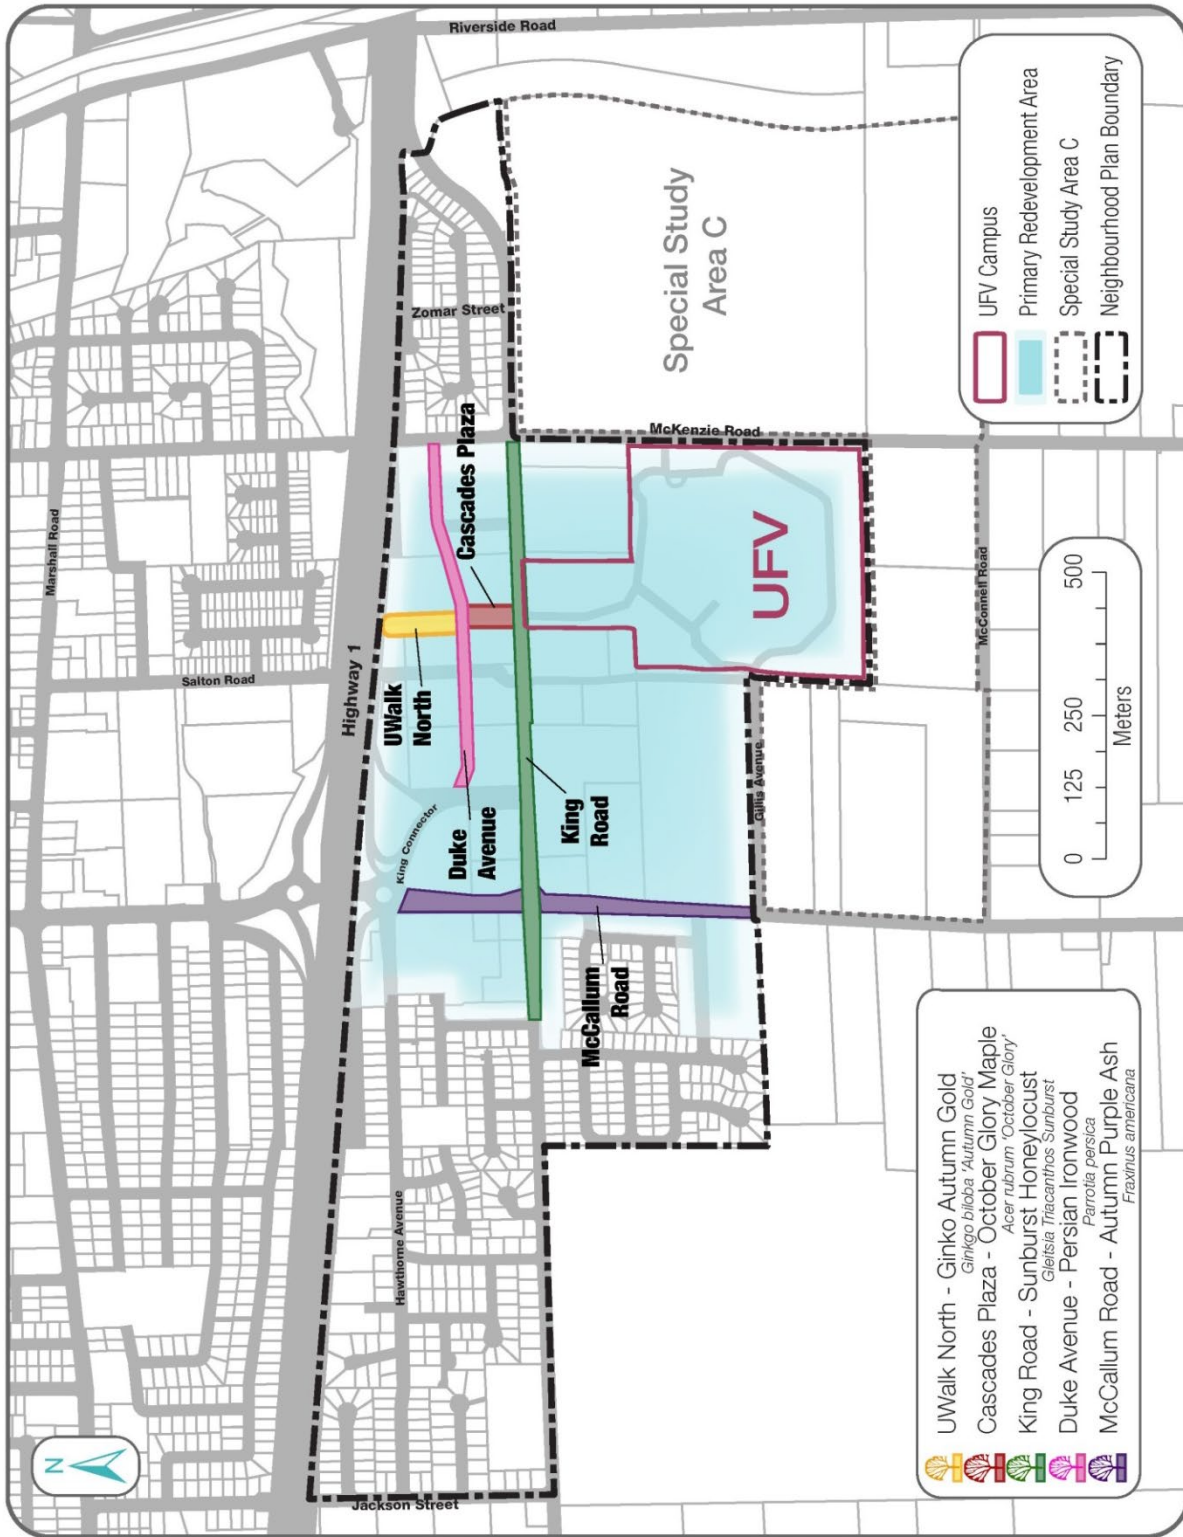 N
Riverside Road
Marshall Road
Salton Road
Highway 1
Zomar Street
Cascades Plaza
UWalk
North
King Connector
Duke
Avenue
King
Road
McCallum
Road
Hawthorne Avenue
Jackson Street
McKenzie Road
Special Study
Area C
UFV
Gillis Avenue
McConnell Road
UWalk North - Ginko Autumn Gold
Ginkgo biloba 'Autumn Gold'
Cascades Plaza - October Glory Maple
Acer rubrum 'October Glory'
King Road - Sunburst Honeylocust
Gleitsia Triacanthos Sunburst
Duke Avenue - Persian Ironwood
Parrotia persica
McCallum Road - Autumn Purple Ash
Fraxinus americana
0 125 250 500
Meters
UFV Campus
Primary Redevelopment Area
Special Study Area C
Neighbourhood Plan Boundary